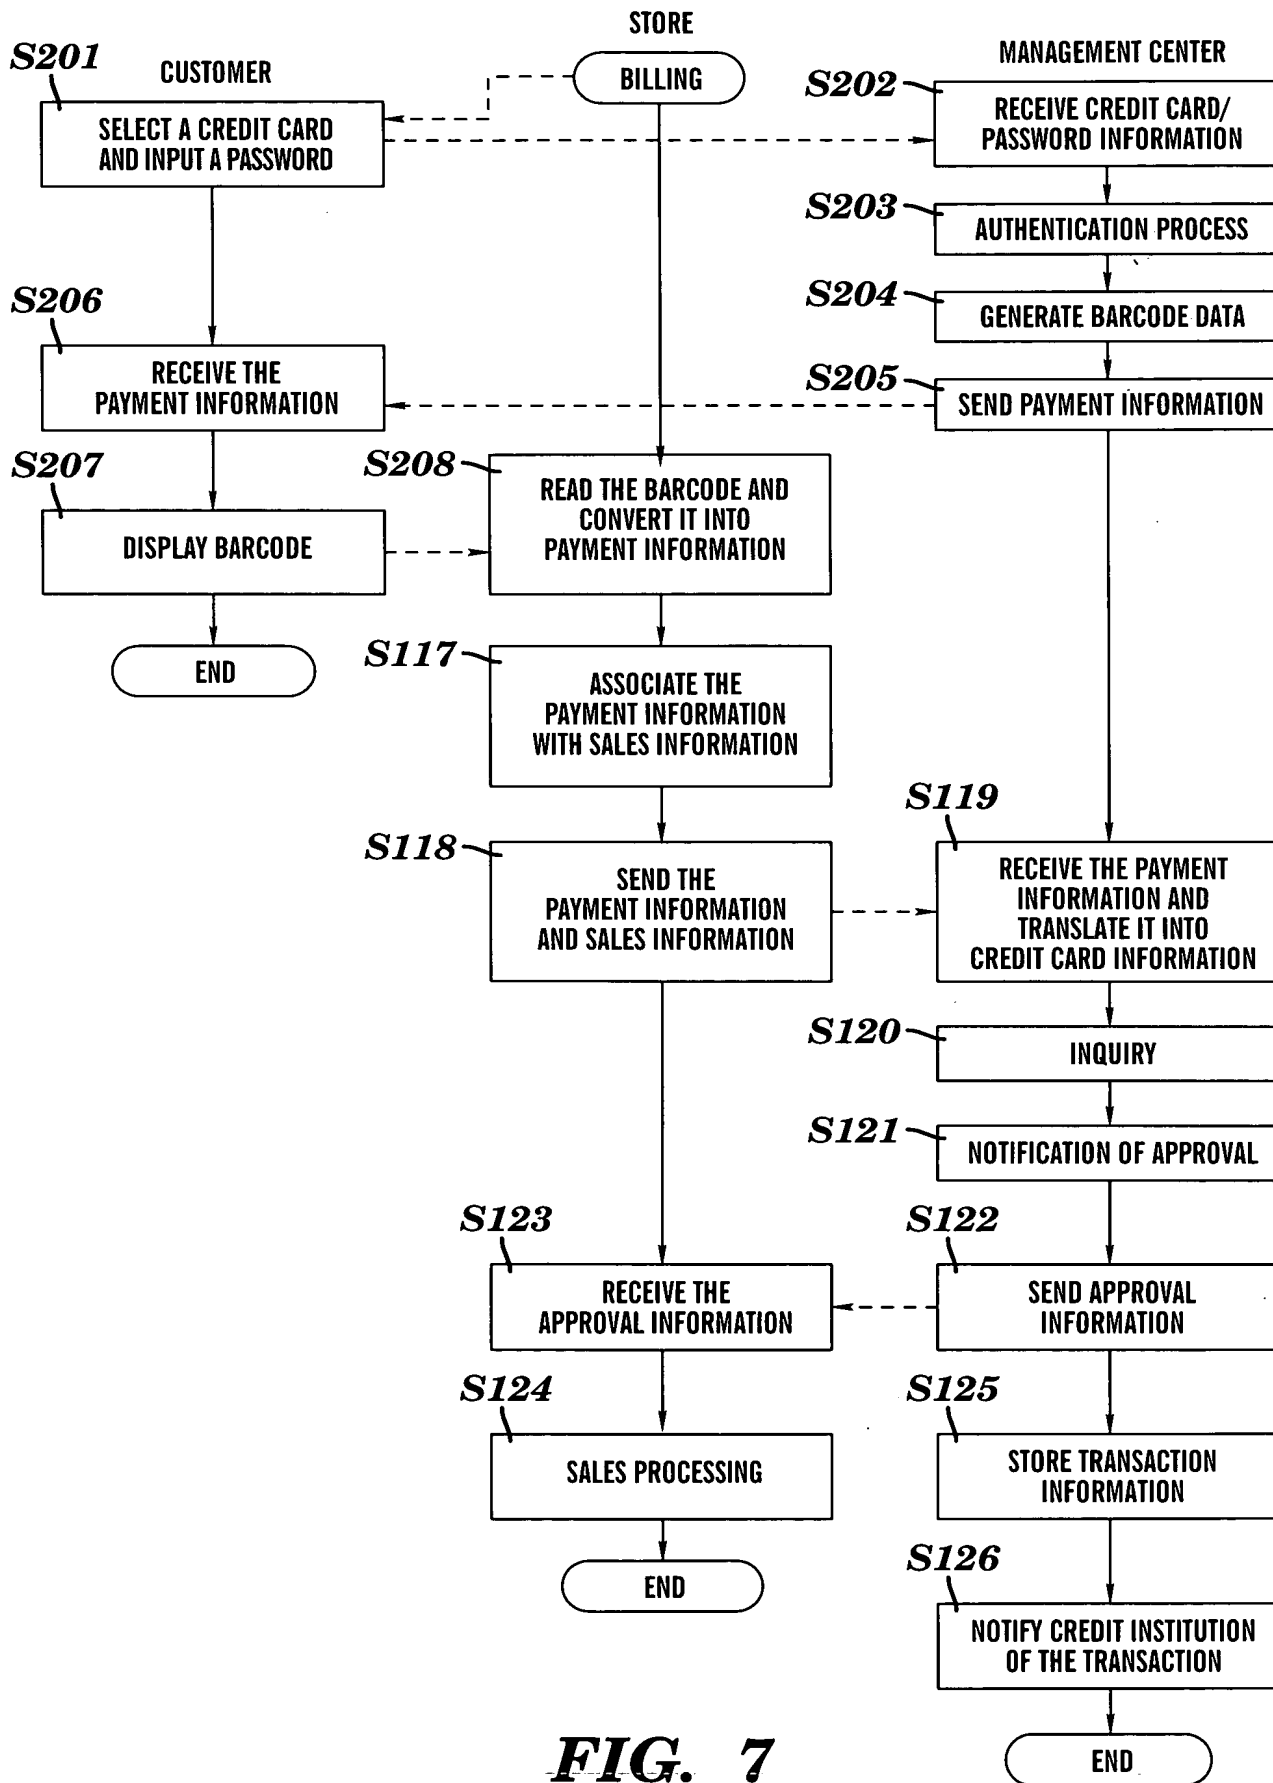 STORE
CUSTOMER
MANAGEMENT CENTER
BILLING
S201
SELECT A CREDIT CARD
AND INPUT A PASSWORD
S202
RECEIVE CREDIT CARD/
PASSWORD INFORMATION
S203
AUTHENTICATION PROCESS
S204
GENERATE BARCODE DATA
S205
SEND PAYMENT INFORMATION
S206
RECEIVE THE
PAYMENT INFORMATION
S207
DISPLAY BARCODE
END
S208
READ THE BARCODE AND
CONVERT IT INTO
PAYMENT INFORMATION
S117
ASSOCIATE THE
PAYMENT INFORMATION
WITH SALES INFORMATION
S118
SEND THE
PAYMENT INFORMATION
AND SALES INFORMATION
S119
RECEIVE THE PAYMENT
INFORMATION AND
TRANSLATE IT INTO
CREDIT CARD INFORMATION
S120
INQUIRY
S121
NOTIFICATION OF APPROVAL
S122
SEND APPROVAL
INFORMATION
S123
RECEIVE THE
APPROVAL INFORMATION
S124
SALES PROCESSING
END
S125
STORE TRANSACTION
INFORMATION
S126
NOTIFY CREDIT INSTITUTION
OF THE TRANSACTION
END
FIG. 7